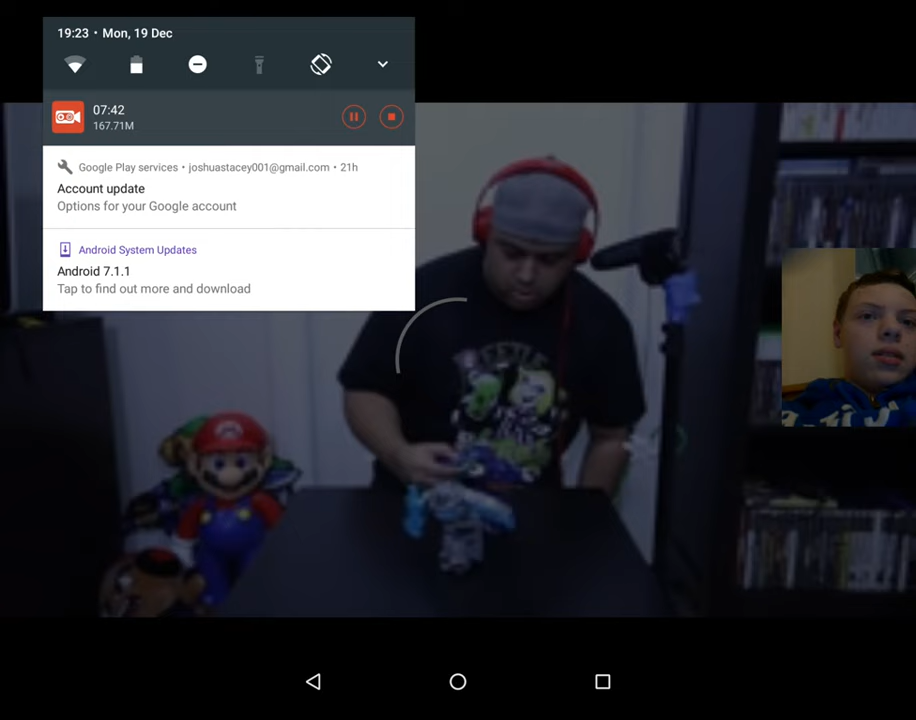 19:23 • Mon, 19 Dec
07:42
167.71M
Google Play services • joshuastacey001@gmail.com • 21h
Account update
Options for your Google account
Android System Updates
Android 7.1.1
Tap to find out more and download